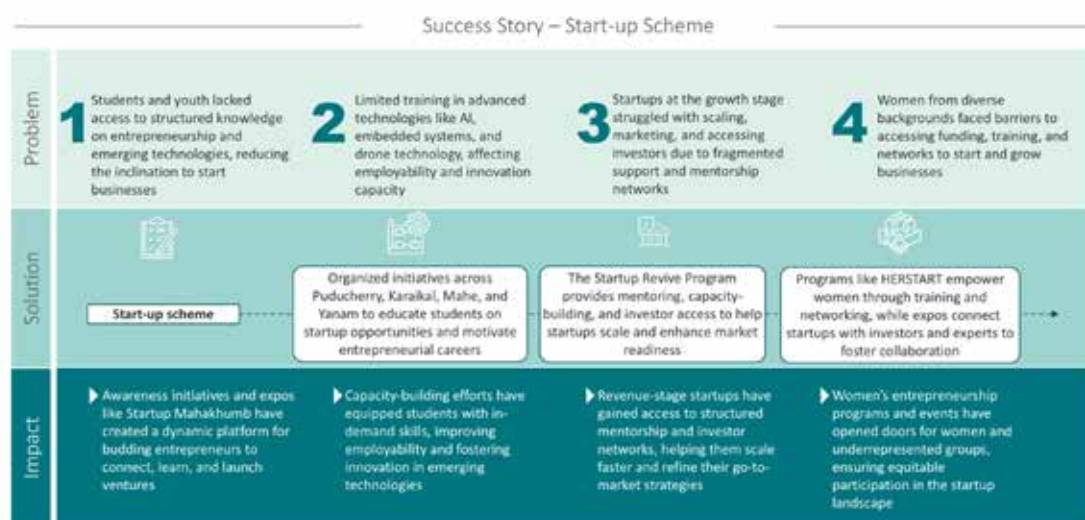 Success Story – Start-up Scheme
Problem
1
Students and youth lacked
access to structured knowledge
on entrepreneurship and
emerging technologies, reducing
the inclination to start
businesses
2
Limited training in advanced
technologies like AI,
embedded systems, and
drone technology, affecting
employability and innovation
capacity
3
Startups at the growth stage
struggled with scaling,
marketing, and accessing
investors due to fragmented
support and mentorship
networks
4
Women from diverse
backgrounds faced barriers to
accessing funding, training, and
networks to start and grow
businesses
Solution
Start-up scheme
Organized initiatives across
Puducherry, Karaikal, Mahe, and
Yanam to educate students on
startup opportunities and motivate
entrepreneurial careers
The Startup Revive Program
provides mentoring, capacity-
building, and investor access to help
startups scale and enhance market
readiness
Programs like HERSTART empower
women through training and
networking, while expos connect
startups with investors and experts to
foster collaboration
Impact
Awareness initiatives and expos
like Startup Mahakhumb have
created a dynamic platform for
budding entrepreneurs to
connect, learn, and launch
ventures
Capacity-building efforts have
equipped students with in-
demand skills, improving
employability and fostering
innovation in emerging
technologies
Revenue-stage startups have
gained access to structured
mentorship and investor
networks, helping them scale
faster and refine their go-to-
market strategies
Women's entrepreneurship
programs and events have
opened doors for women and
underrepresented groups,
ensuring equitable
participation in the startup
landscape